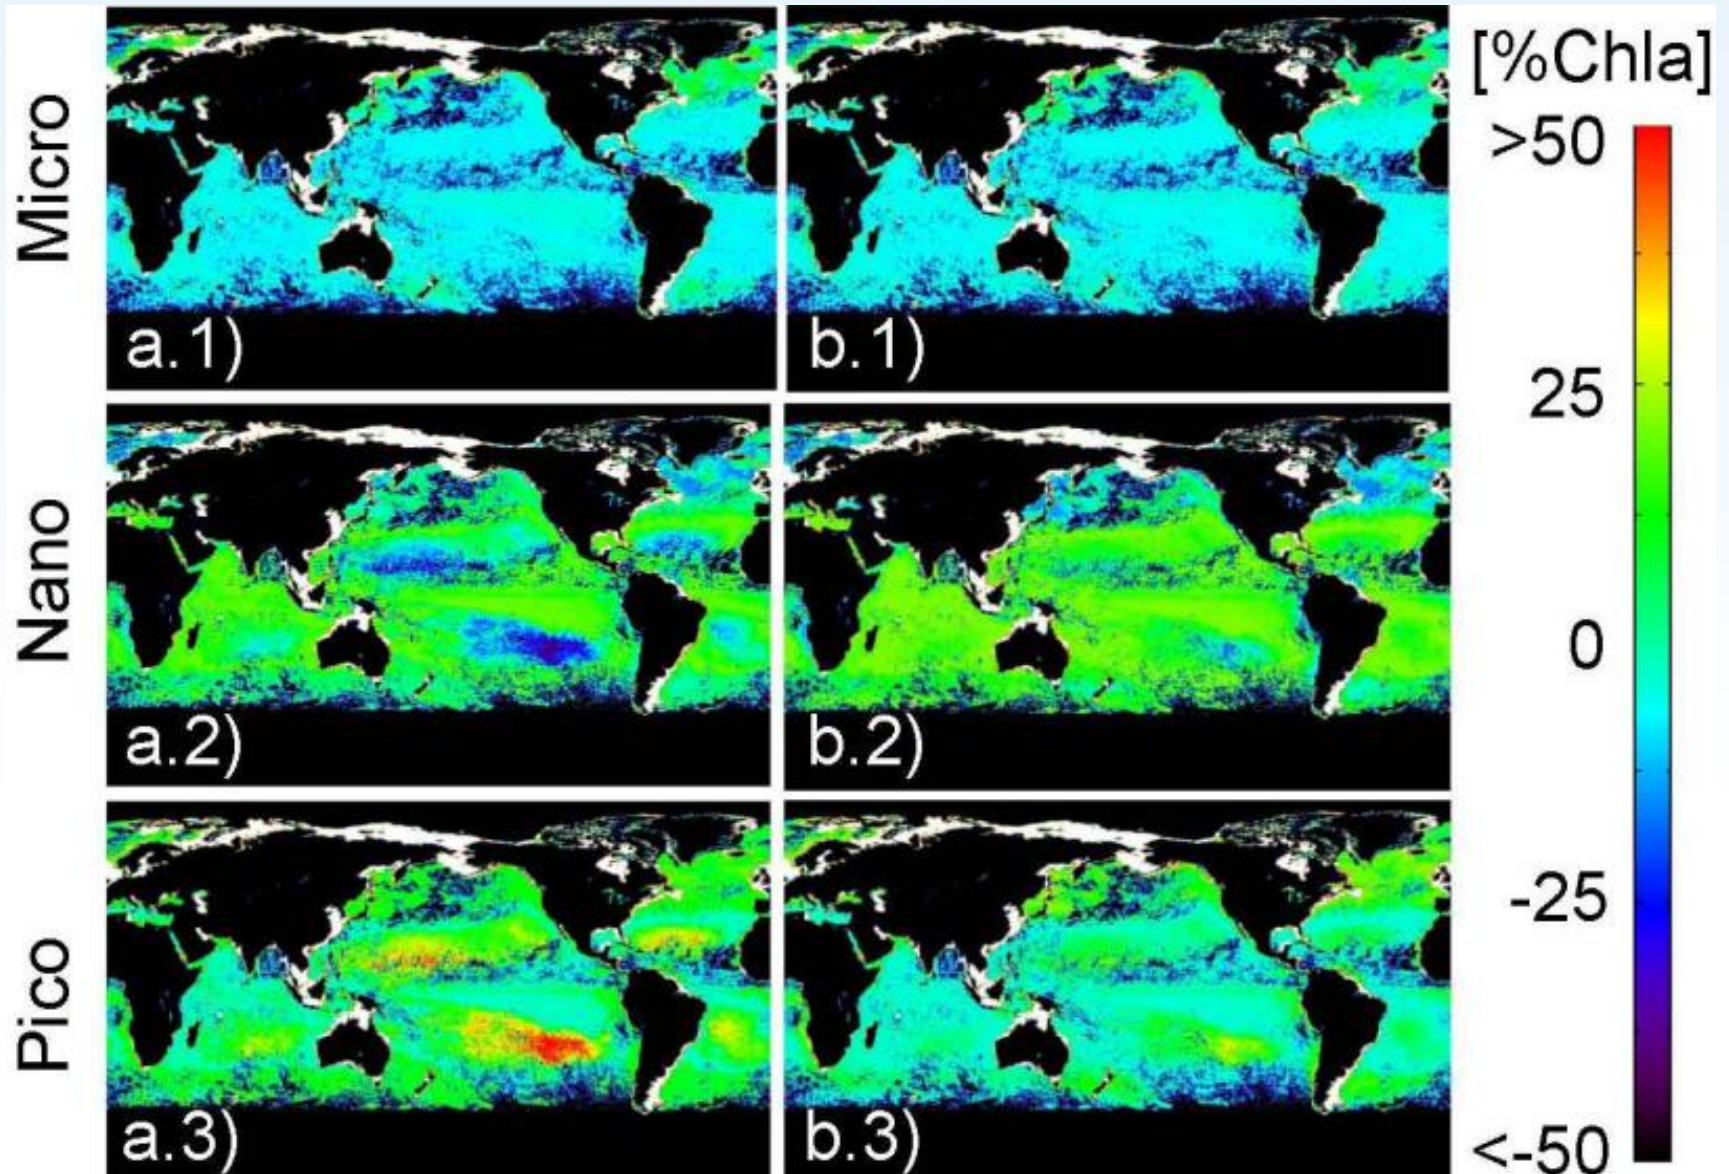 Micro
a.1)
b.1)
Nano
a.2)
b.2)
Pico
a.3)
b.3)
[%Chla]
>50
25
0
-25
<-50